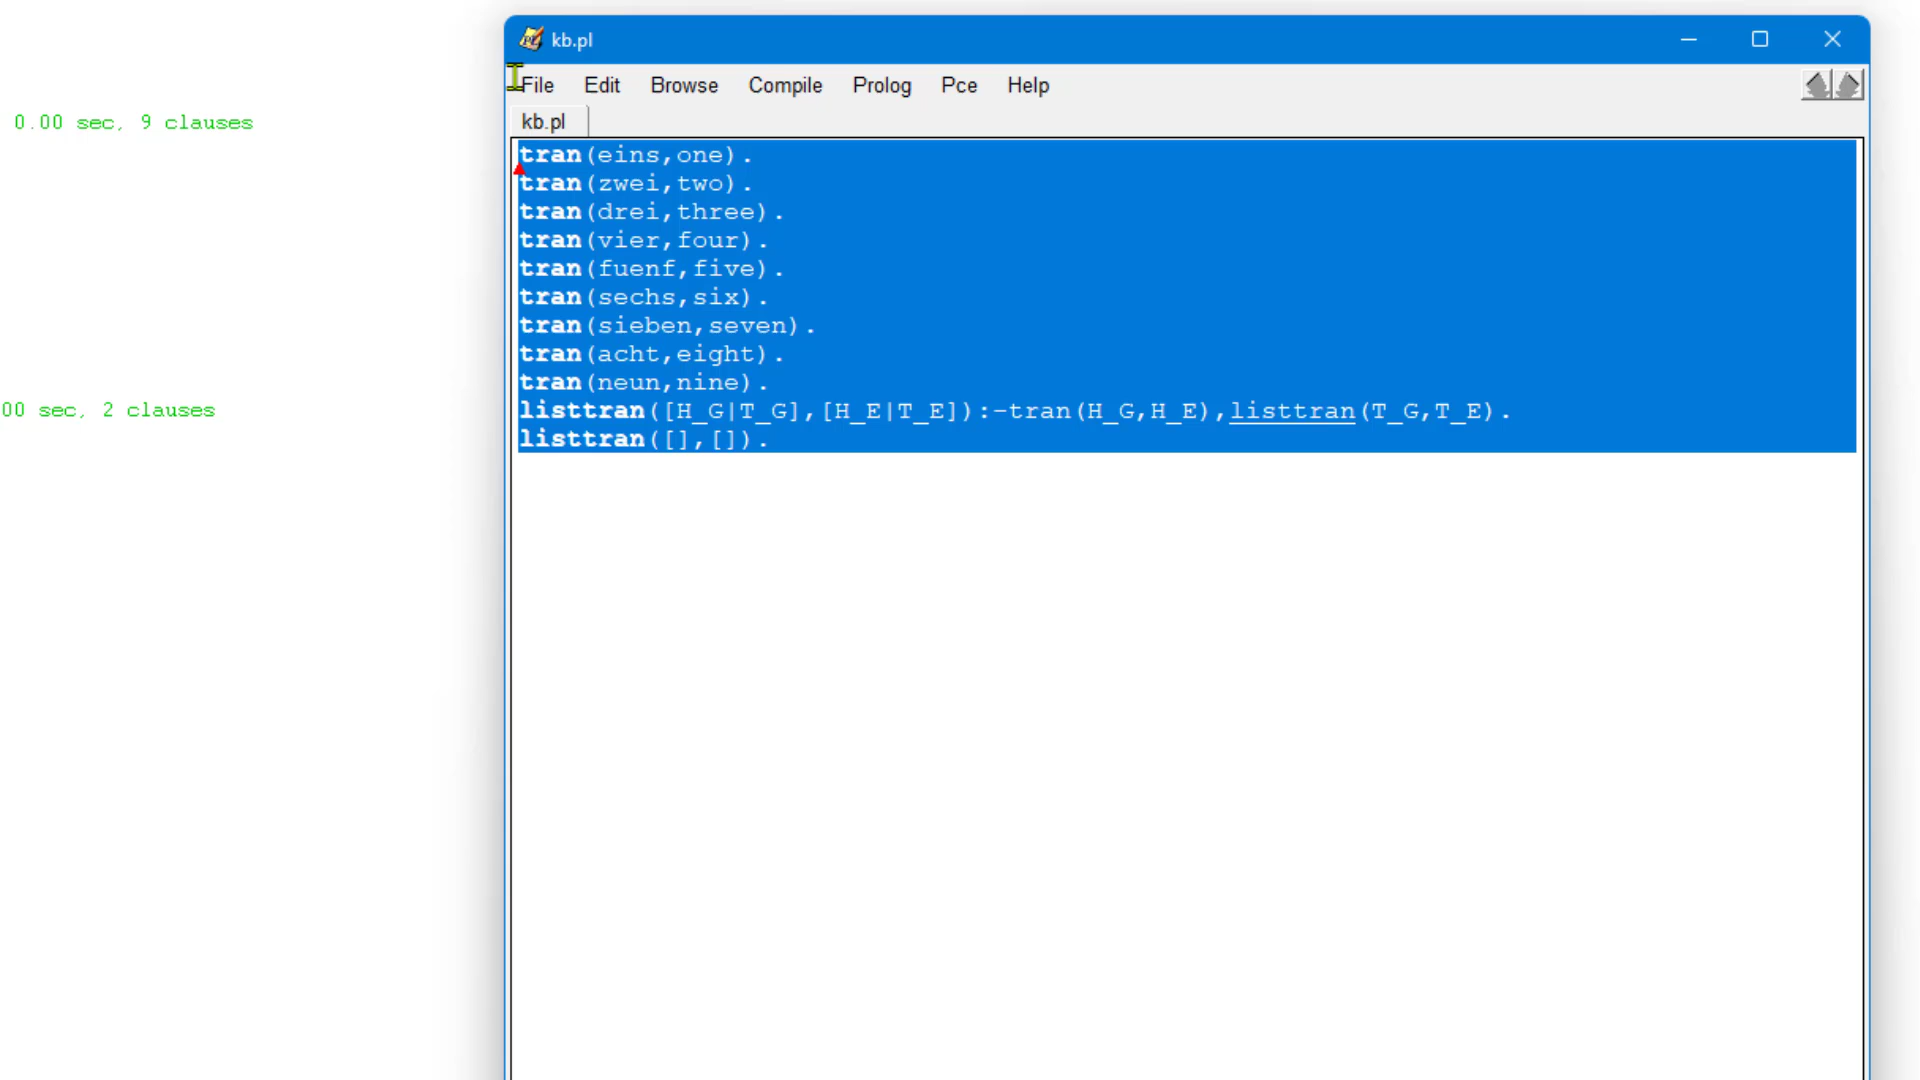 kb.pl
File Edit Browse Compile Prolog Pce Help
kb.pl
0.00 sec, 9 clauses
tran(eins,one).
tran(zwei,two).
tran(drei,three).
tran(vier,four).
tran(fuenf,five).
tran(sechs,six).
tran(sieben,seven).
tran(acht,eight).
tran(neun,nine).
listtran([H_G|T_G],[H_E|T_E]):-tran(H_G,H_E),listtran(T_G,T_E).
listtran([],[]).
00 sec, 2 clauses